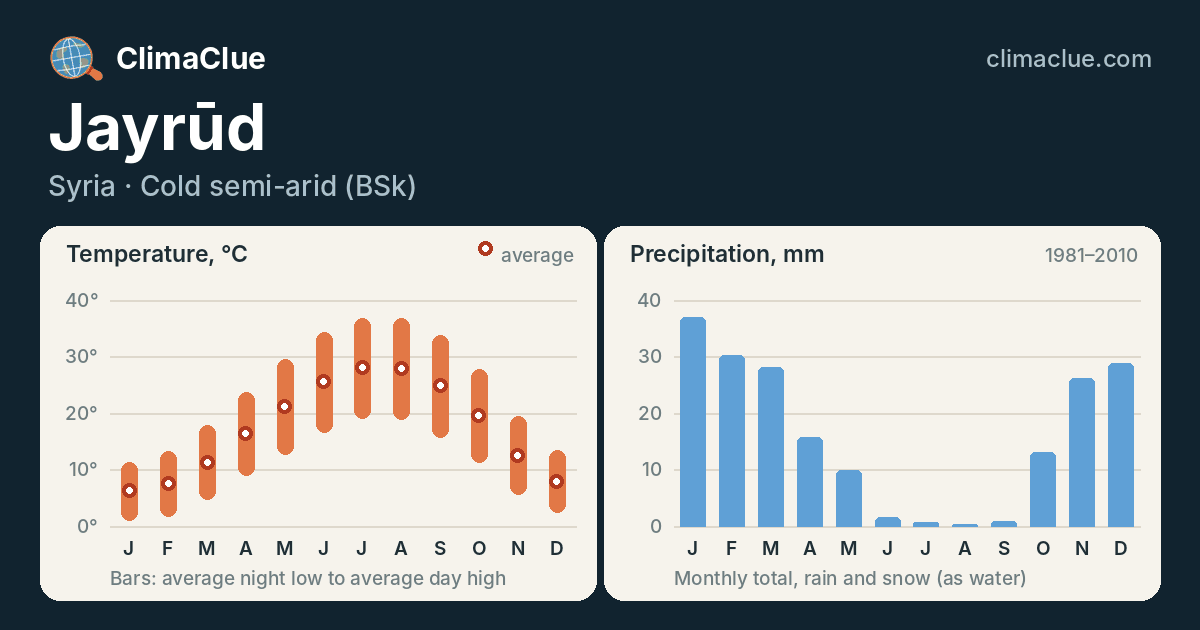 ClimaClue
climaclue.com
Jayrūd
Syria · Cold semi-arid (BSk)
Temperature, °C
average
40°
30°
20°
10°
0°
J F M A M J J A S O N D
Bars: average night low to average day high
Precipitation, mm
1981–2010
40
30
20
10
0
J F M A M J J A S O N D
Monthly total, rain and snow (as water)